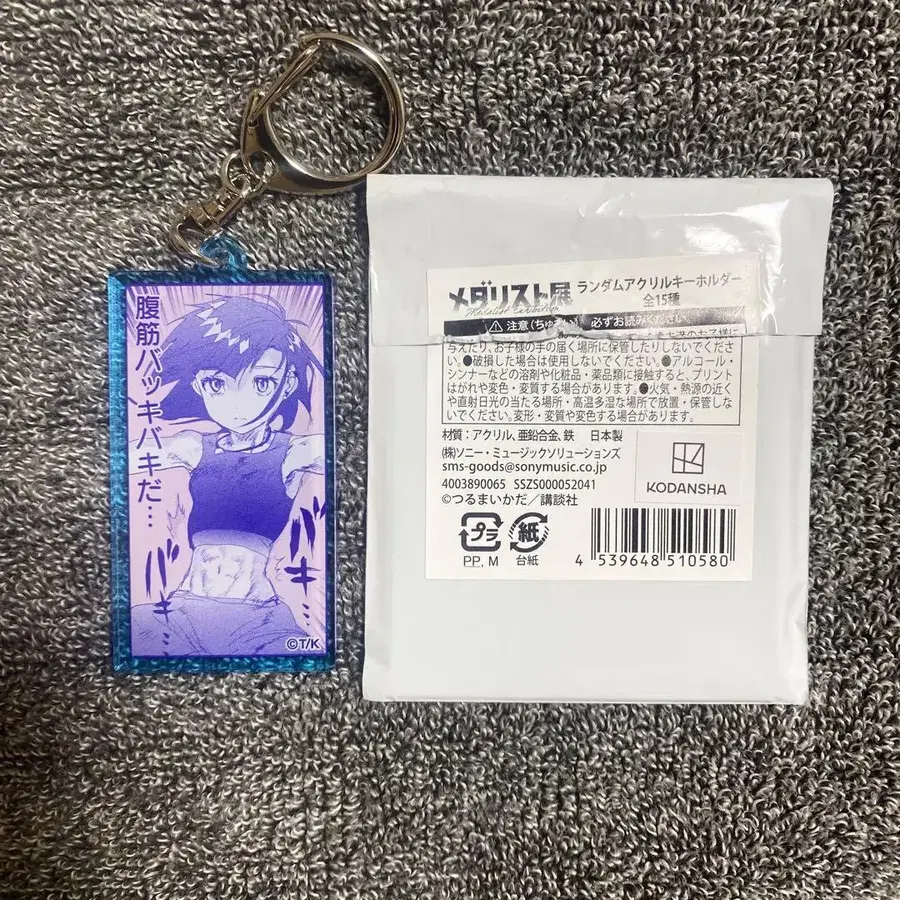 腹筋バッキバキだ…
バキ…
バキ…
©T/K
メダリスト展
Medalist Exhibition
ランダムアクリルキーホルダー
全15種
必ずお読みください。
与えたり、お子様の手の届く場所に保管したりしないでくださ
い。●破損した場合は使用しないでください。●アルコール・
シンナーなどの溶剤や化粧品・薬品類に接触すると、プリント
はがれや変色・変質する場合があります。●火気・熱源の近く
や直射日光の当たる場所・高温多湿な場所で放置・保管しな
いでください。変形・変質や変色する場合があります。
材質：アクリル、亜鉛合金、鉄 日本製
(株)ソニー・ミュージックソリューションズ
sms-goods@sonymusic.co.jp
4003890065 SSZS000052041
©つるまいかだ／講談社
KODANSHA
プラ
PP, M
紙
台紙
4 539648 510580